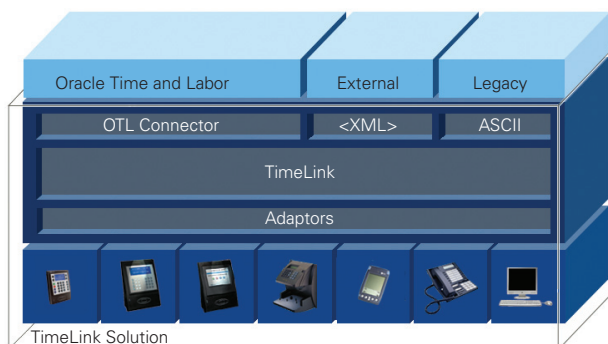 Oracle Time and Labor
External
Legacy
OTL Connector
<XML>
ASCII
TimeLink
Adaptors
TimeLink Solution